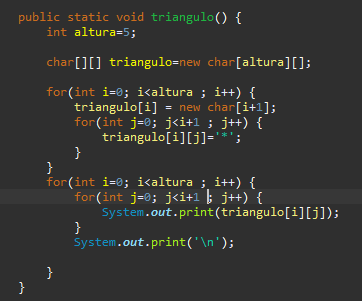 public static void triangulo() {
int altura=5;
char[][] triangulo=new char[altura][];
for(int i=0; i<altura ; i++) {
triangulo[i] = new char[i+1];
for(int j=0; j<i+1 ; j++) {
triangulo[i][j]='*';
}
}
for(int i=0; i<altura ; i++) {
for(int j=0; j<i+1 ; j++) {
System.out.print(triangulo[i][j]);
}
System.out.print('\n');
}
}